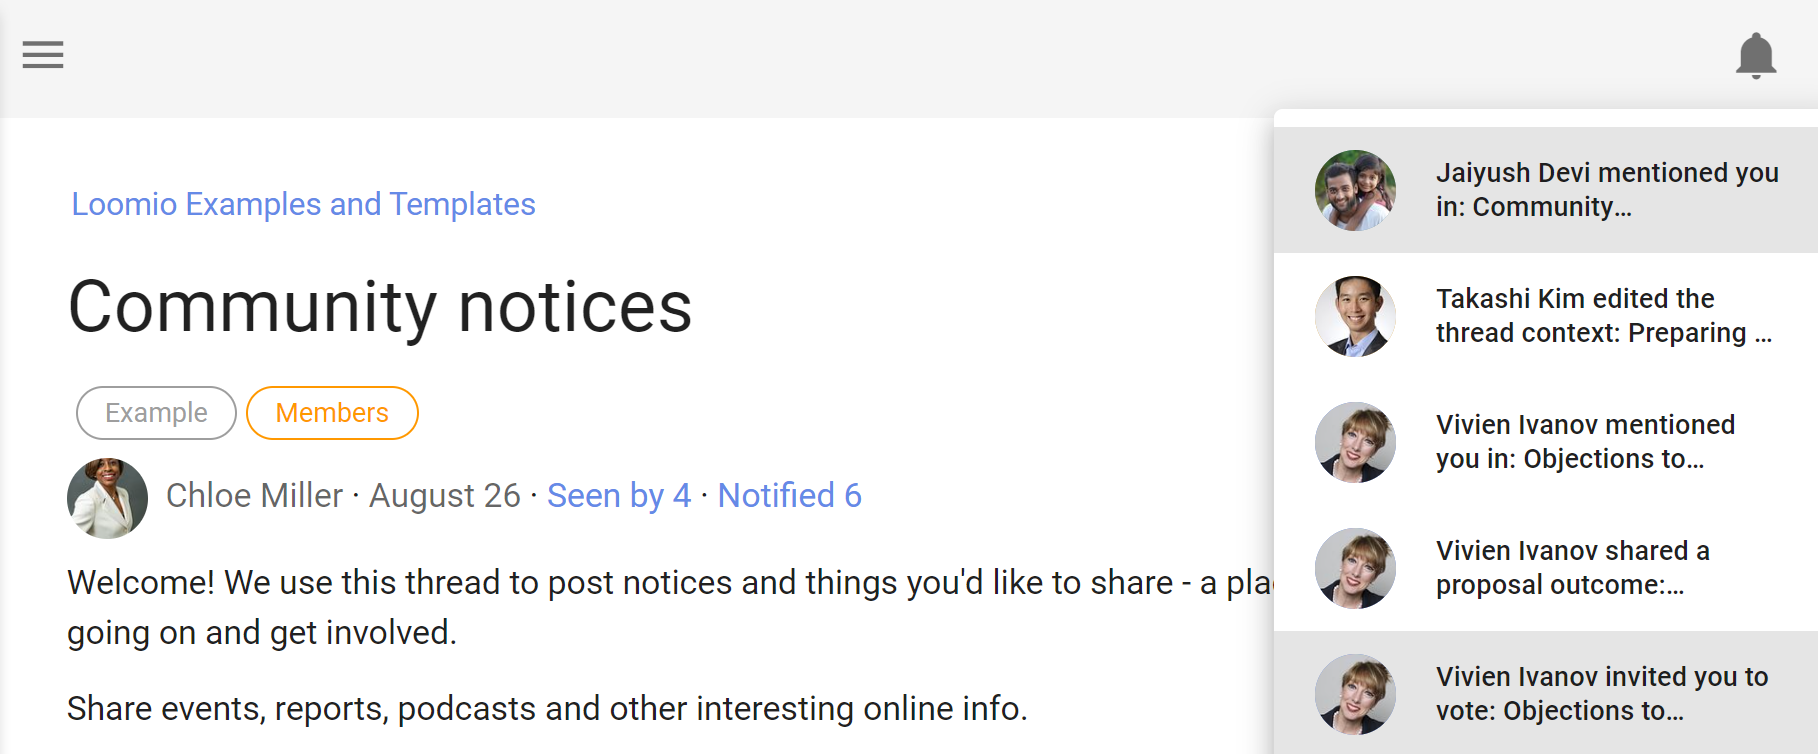 Loomio Examples and Templates
Community notices
Example
Members
Chloe Miller · August 26 · Seen by 4 · Notified 6
Welcome! We use this thread to post notices and things you'd like to share - a
going on and get involved.
Share events, reports, podcasts and other interesting online info.
Jaiyush Devi mentioned you
in: Community…
Takashi Kim edited the
thread context: Preparing …
Vivien Ivanov mentioned
you in: Objections to…
Vivien Ivanov shared a
proposal outcome:…
Vivien Ivanov invited you to
vote: Objections to…